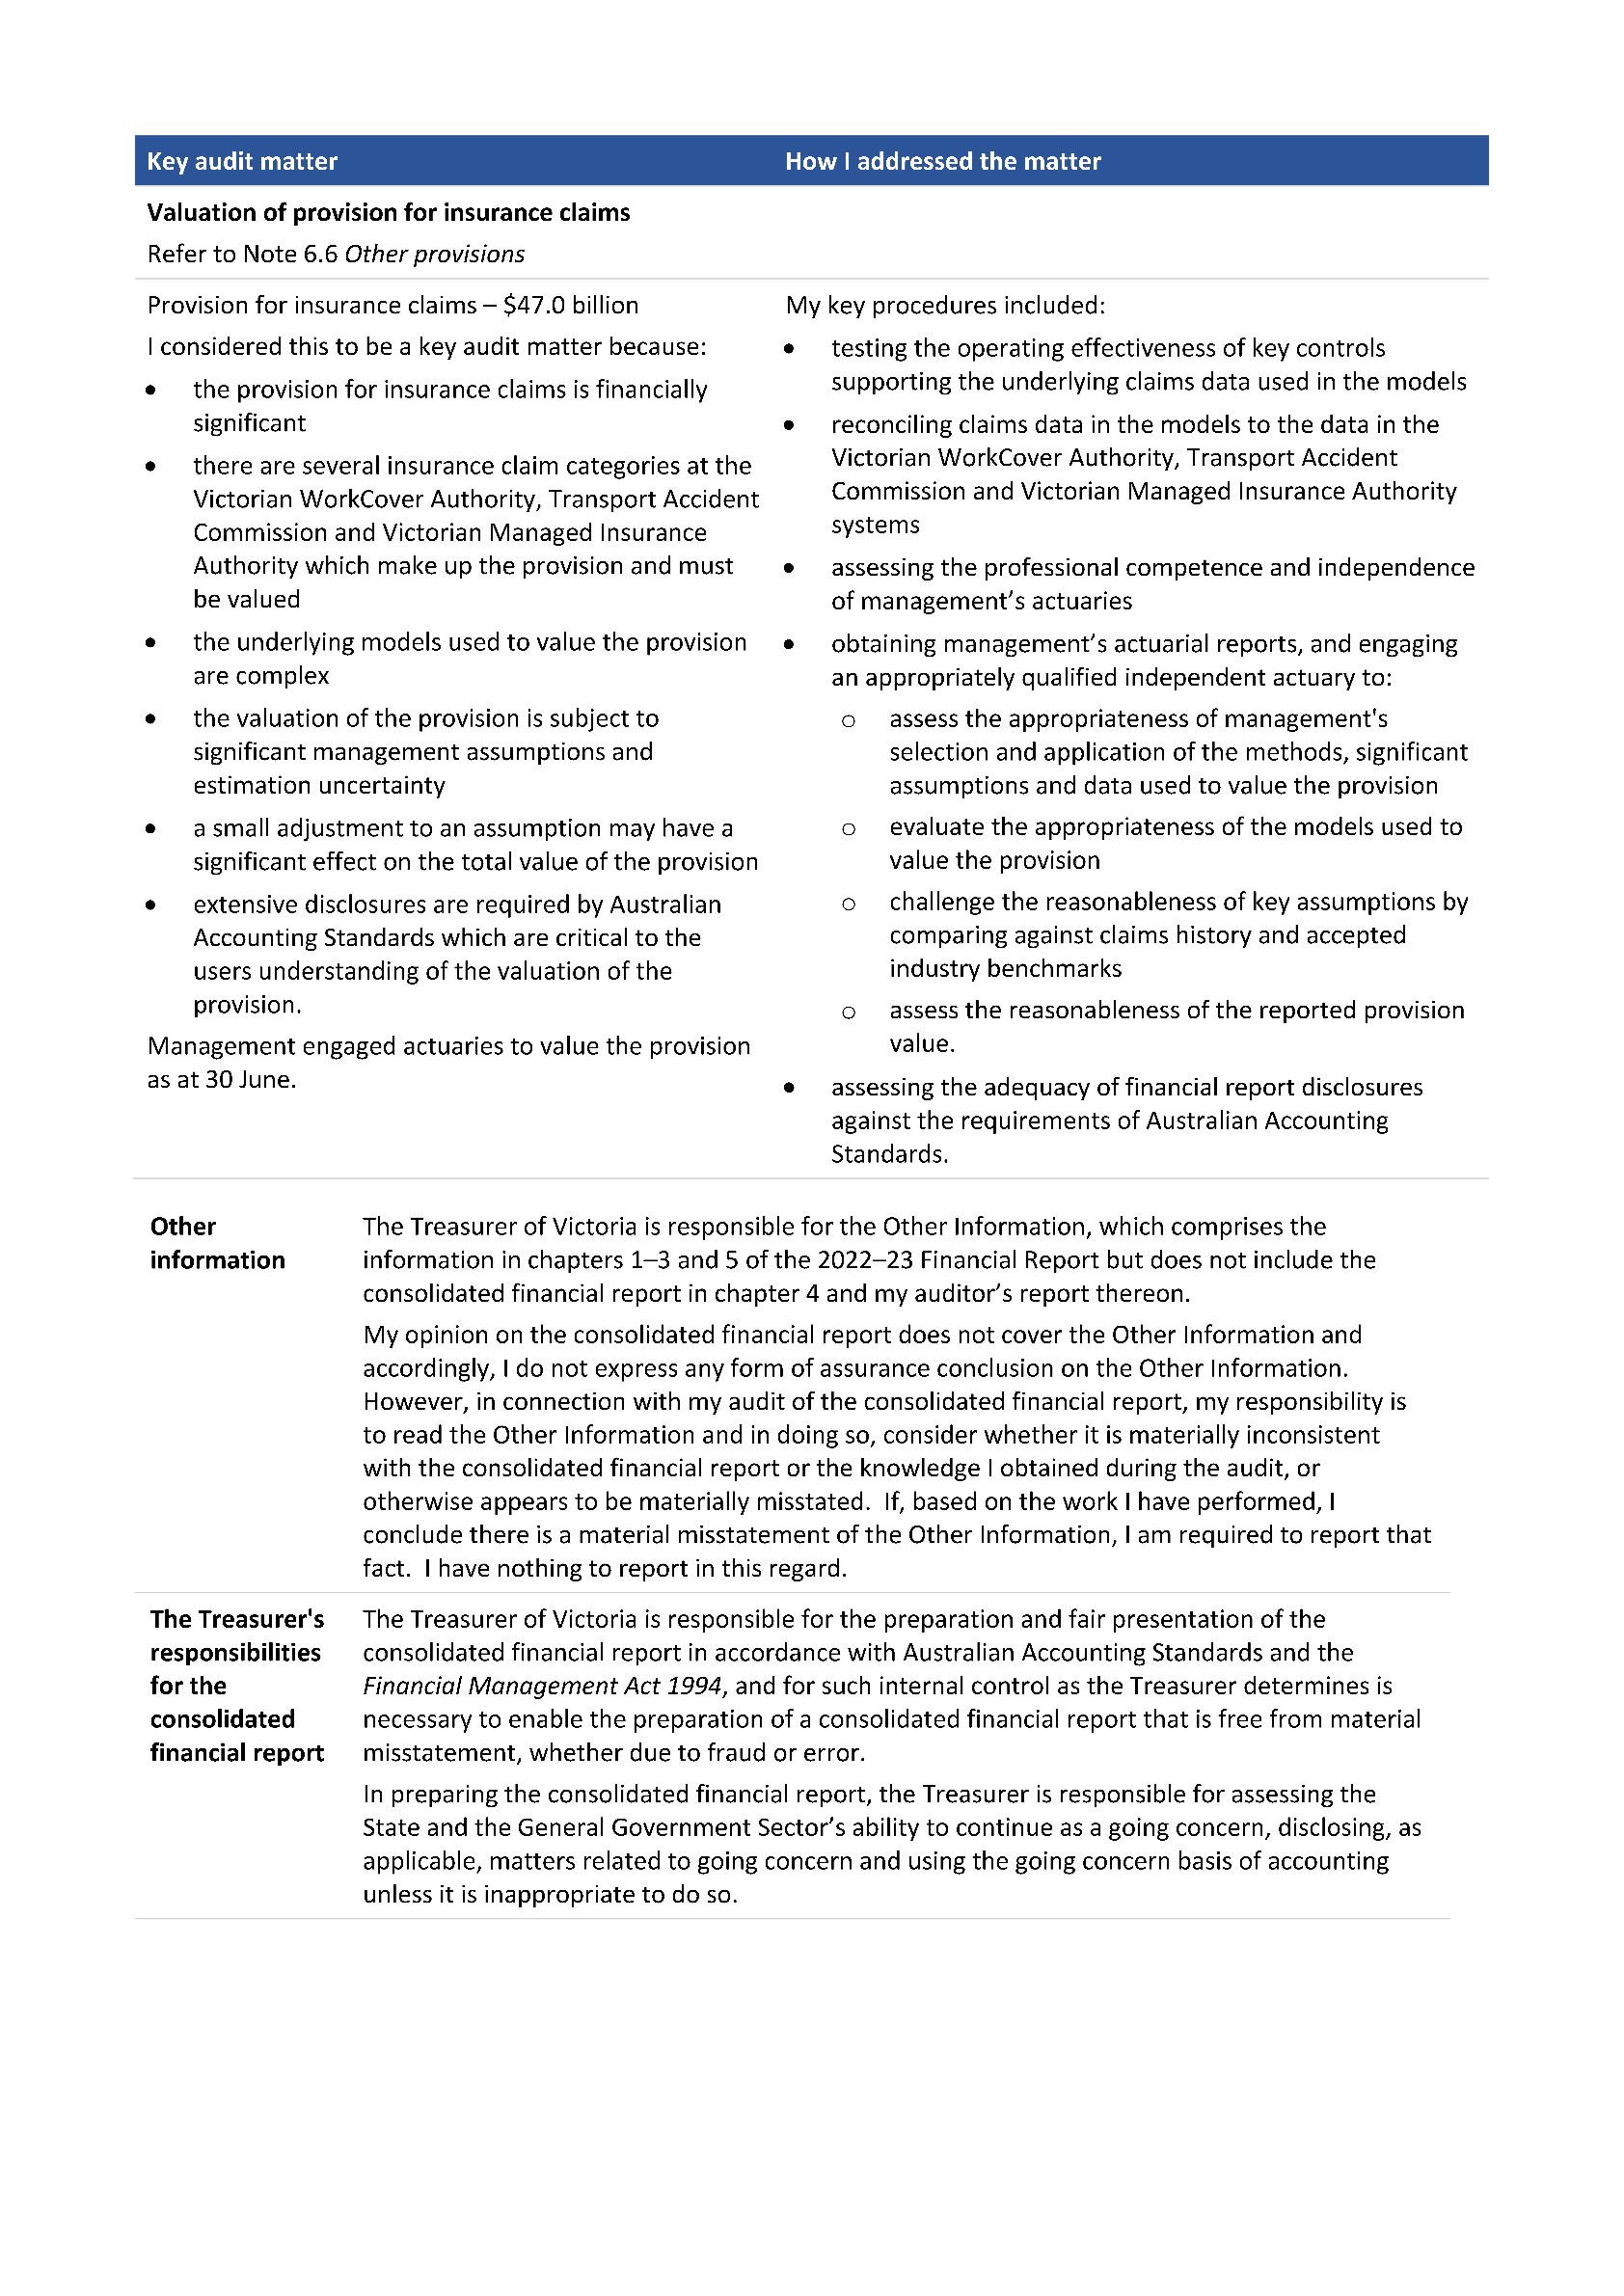 Key audit matter
How I addressed the matter
Valuation of provision for insurance claims
Refer to Note 6.6 Other provisions
Provision for insurance claims – $47.0 billion
I considered this to be a key audit matter because:
• the provision for insurance claims is financially
significant
• there are several insurance claim categories at the
Victorian WorkCover Authority, Transport Accident
Commission and Victorian Managed Insurance
Authority which make up the provision and must
be valued
• the underlying models used to value the provision
are complex
• the valuation of the provision is subject to
significant management assumptions and
estimation uncertainty
• a small adjustment to an assumption may have a
significant effect on the total value of the provision
• extensive disclosures are required by Australian
Accounting Standards which are critical to the
users understanding of the valuation of the
provision.
Management engaged actuaries to value the provision
as at 30 June.
My key procedures included:
• testing the operating effectiveness of key controls
supporting the underlying claims data used in the models
• reconciling claims data in the models to the data in the
Victorian WorkCover Authority, Transport Accident
Commission and Victorian Managed Insurance Authority
systems
• assessing the professional competence and independence
of management’s actuaries
• obtaining management’s actuarial reports, and engaging
an appropriately qualified independent actuary to:
o assess the appropriateness of management's
selection and application of the methods, significant
assumptions and data used to value the provision
o evaluate the appropriateness of the models used to
value the provision
o challenge the reasonableness of key assumptions by
comparing against claims history and accepted
industry benchmarks
o assess the reasonableness of the reported provision
value.
• assessing the adequacy of financial report disclosures
against the requirements of Australian Accounting
Standards.
Other
information
The Treasurer of Victoria is responsible for the Other Information, which comprises the
information in chapters 1–3 and 5 of the 2022–23 Financial Report but does not include the
consolidated financial report in chapter 4 and my auditor’s report thereon.
My opinion on the consolidated financial report does not cover the Other Information and
accordingly, I do not express any form of assurance conclusion on the Other Information.
However, in connection with my audit of the consolidated financial report, my responsibility is
to read the Other Information and in doing so, consider whether it is materially inconsistent
with the consolidated financial report or the knowledge I obtained during the audit, or
otherwise appears to be materially misstated.  If, based on the work I have performed, I
conclude there is a material misstatement of the Other Information, I am required to report that
fact.  I have nothing to report in this regard.
The Treasurer's
responsibilities
for the
consolidated
financial report
The Treasurer of Victoria is responsible for the preparation and fair presentation of the
consolidated financial report in accordance with Australian Accounting Standards and the
Financial Management Act 1994, and for such internal control as the Treasurer determines is
necessary to enable the preparation of a consolidated financial report that is free from material
misstatement, whether due to fraud or error.
In preparing the consolidated financial report, the Treasurer is responsible for assessing the
State and the General Government Sector’s ability to continue as a going concern, disclosing, as
applicable, matters related to going concern and using the going concern basis of accounting
unless it is inappropriate to do so.